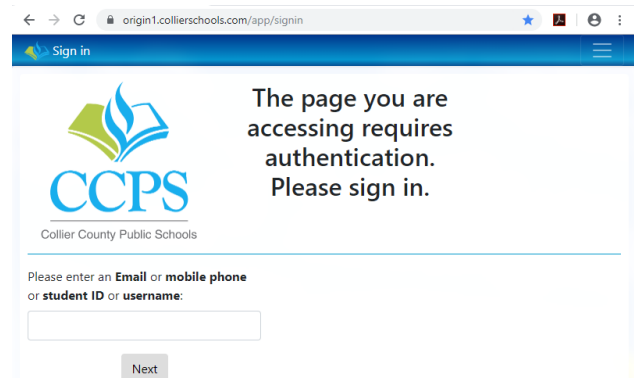 origin1.collierschools.com/app/signin
Sign in
CCPS
Collier County Public Schools
The page you are
accessing requires
authentication.
Please sign in.
Please enter an Email or mobile phone
or student ID or username:
Next